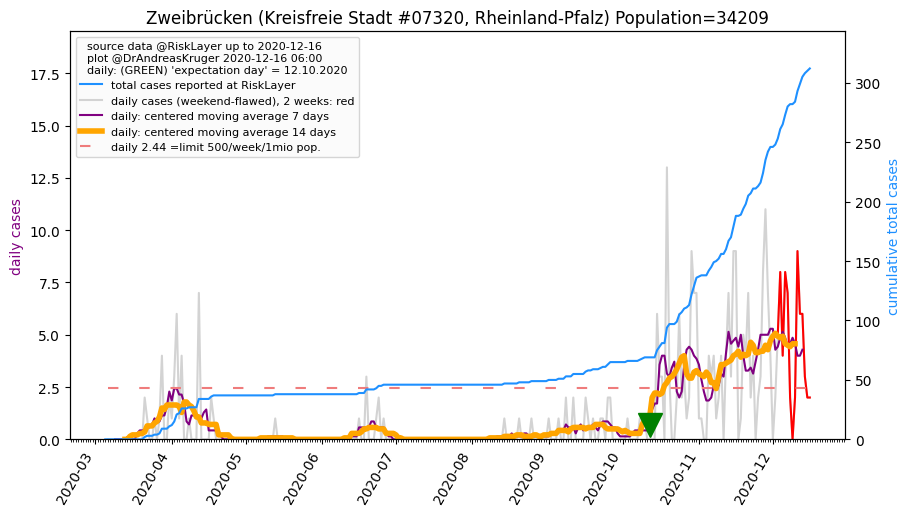 Zweibrücken (Kreisfreie Stadt #07320, Rheinland-Pfalz) Population=34209
source data @RiskLayer up to 2020-12-16
plot @DrAndreasKruger 2020-12-16 06:00
daily: (GREEN) 'expectation day' = 12.10.2020
total cases reported at RiskLayer
daily cases (weekend-flawed), 2 weeks: red
daily: centered moving average 7 days
daily: centered moving average 14 days
daily 2.44 =limit 500/week/1mio pop.
daily cases
17.5
15.0
12.5
10.0
7.5
5.0
2.5
0.0
300
250
200
150
100
50
0
cumulative total cases
2020-03
2020-04
2020-05
2020-06
2020-07
2020-08
2020-09
2020-10
2020-11
2020-12